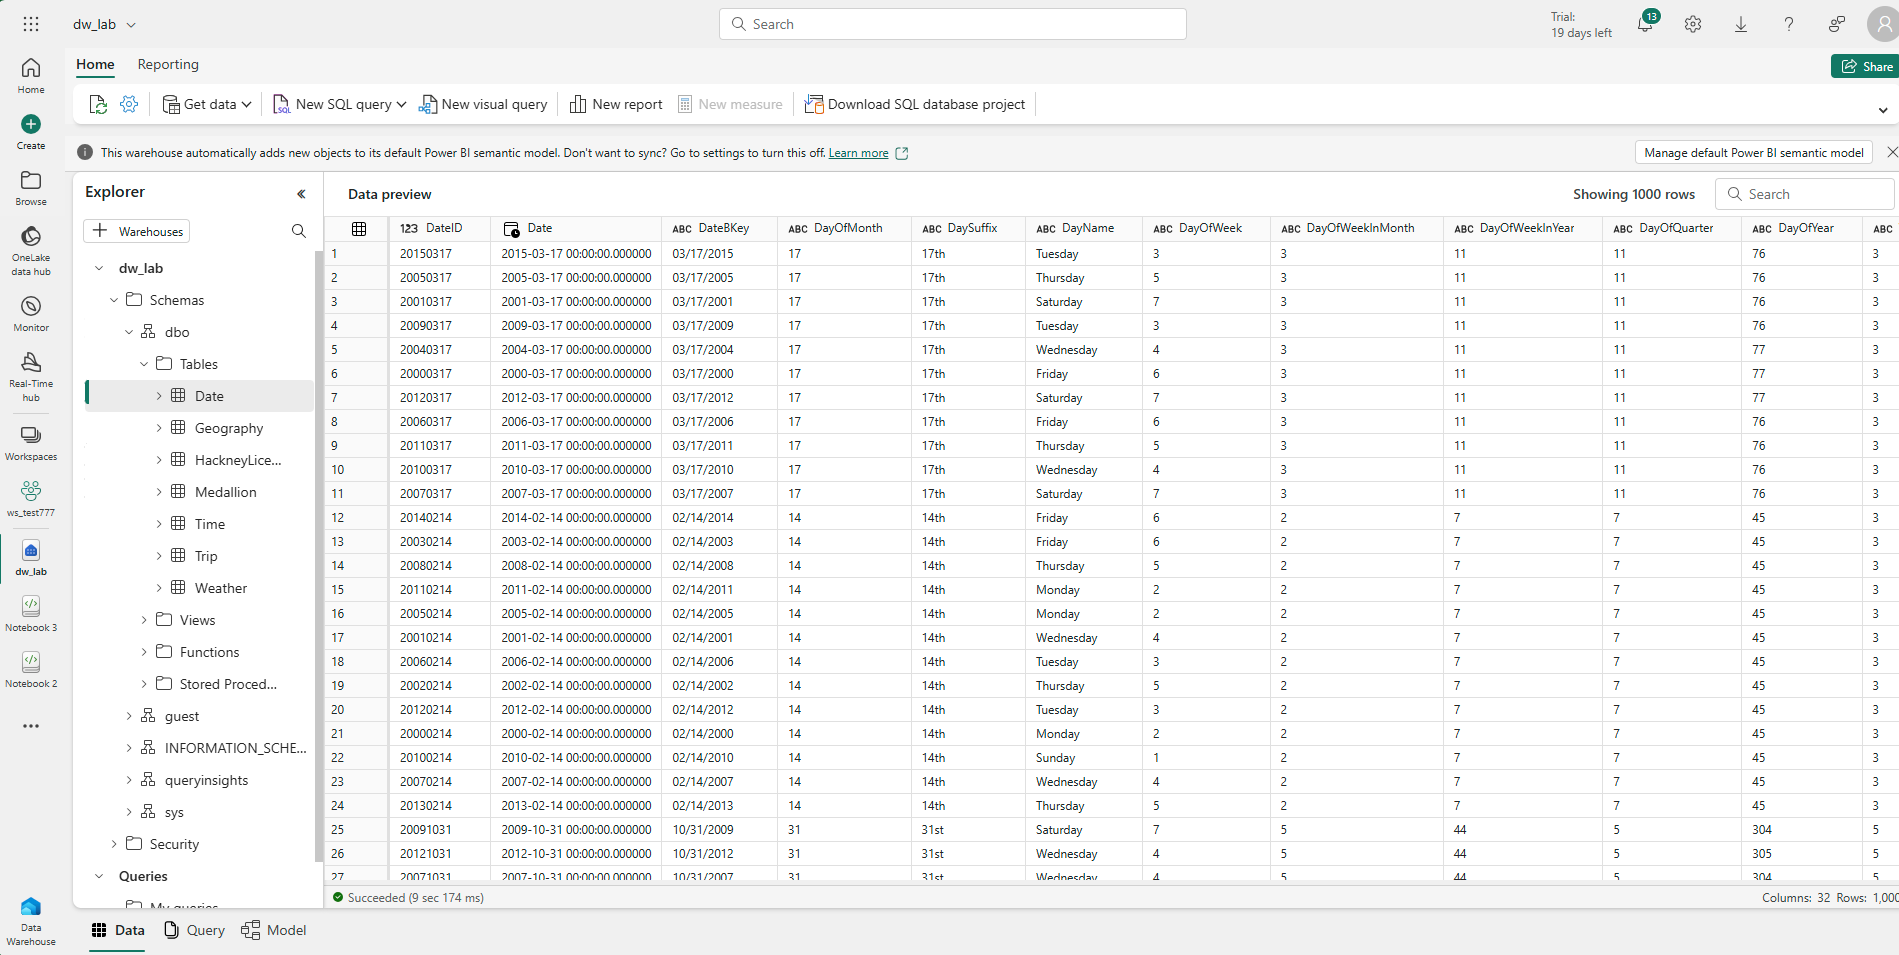 dw_lab
Search
Trial:
19 days left
13
Home
Reporting
Share
Get data
New SQL query
New visual query
New report
New measure
Download SQL database project
This warehouse automatically adds new objects to its default Power BI semantic model. Don't want to sync? Go to settings to turn this off. Learn more
Manage default Power BI semantic model
Home
Create
Browse
OneLake
data hub
Monitor
Real-Time
hub
Workspaces
ws_test777
dw_lab
Notebook 3
Notebook 2
Data
Warehouse
Explorer
Warehouses
dw_lab
Schemas
dbo
Tables
Date
Geography
HackneyLice...
Medallion
Time
Trip
Weather
Views
Functions
Stored Proced...
guest
INFORMATION_SCHE...
queryinsights
sys
Security
Queries
My queries
Data preview
Showing 1000 rows
Search
123 DateID Date ABC DateBKey ABC DayOfMonth ABC DaySuffix ABC DayName ABC DayOfWeek ABC DayOfWeekInMonth ABC DayOfWeekInYear ABC DayOfQuarter ABC DayOfYear ABC
1 20150317 2015-03-17 00:00:00.000000 03/17/2015 17 17th Tuesday 3 3 11 11 76 3
2 20050317 2005-03-17 00:00:00.000000 03/17/2005 17 17th Thursday 5 3 11 11 76 3
3 20010317 2001-03-17 00:00:00.000000 03/17/2001 17 17th Saturday 7 3 11 11 76 3
4 20090317 2009-03-17 00:00:00.000000 03/17/2009 17 17th Tuesday 3 3 11 11 76 3
5 20040317 2004-03-17 00:00:00.000000 03/17/2004 17 17th Wednesday 4 3 11 11 77 3
6 20000317 2000-03-17 00:00:00.000000 03/17/2000 17 17th Friday 6 3 11 11 77 3
7 20120317 2012-03-17 00:00:00.000000 03/17/2012 17 17th Saturday 7 3 11 11 77 3
8 20060317 2006-03-17 00:00:00.000000 03/17/2006 17 17th Friday 6 3 11 11 76 3
9 20110317 2011-03-17 00:00:00.000000 03/17/2011 17 17th Thursday 5 3 11 11 76 3
10 20100317 2010-03-17 00:00:00.000000 03/17/2010 17 17th Wednesday 4 3 11 11 76 3
11 20070317 2007-03-17 00:00:00.000000 03/17/2007 17 17th Saturday 7 3 11 11 76 3
12 20140214 2014-02-14 00:00:00.000000 02/14/2014 14 14th Friday 6 2 7 7 45 3
13 20030214 2003-02-14 00:00:00.000000 02/14/2003 14 14th Friday 6 2 7 7 45 3
14 20080214 2008-02-14 00:00:00.000000 02/14/2008 14 14th Thursday 5 2 7 7 45 3
15 20110214 2011-02-14 00:00:00.000000 02/14/2011 14 14th Monday 2 2 7 7 45 3
16 20050214 2005-02-14 00:00:00.000000 02/14/2005 14 14th Monday 2 2 7 7 45 3
17 20010214 2001-02-14 00:00:00.000000 02/14/2001 14 14th Wednesday 4 2 7 7 45 3
18 20060214 2006-02-14 00:00:00.000000 02/14/2006 14 14th Tuesday 3 2 7 7 45 3
19 20020214 2002-02-14 00:00:00.000000 02/14/2002 14 14th Thursday 5 2 7 7 45 3
20 20120214 2012-02-14 00:00:00.000000 02/14/2012 14 14th Tuesday 3 2 7 7 45 3
21 20000214 2000-02-14 00:00:00.000000 02/14/2000 14 14th Monday 2 2 7 7 45 3
22 20100214 2010-02-14 00:00:00.000000 02/14/2010 14 14th Sunday 1 2 7 7 45 3
23 20070214 2007-02-14 00:00:00.000000 02/14/2007 14 14th Wednesday 4 2 7 7 45 3
24 20130214 2013-02-14 00:00:00.000000 02/14/2013 14 14th Thursday 5 2 7 7 45 3
25 20091031 2009-10-31 00:00:00.000000 10/31/2009 31 31st Saturday 7 5 44 5 304 5
26 20121031 2012-10-31 00:00:00.000000 10/31/2012 31 31st Wednesday 4 5 44 5 305 5
27 20071031 2007-10-31 00:00:00.000000 10/31/2007 31 31st Wednesday 4 5 44 5 304 5
Succeeded (9 sec 174 ms)
Columns: 32 Rows: 1,000
Data
Query
Model